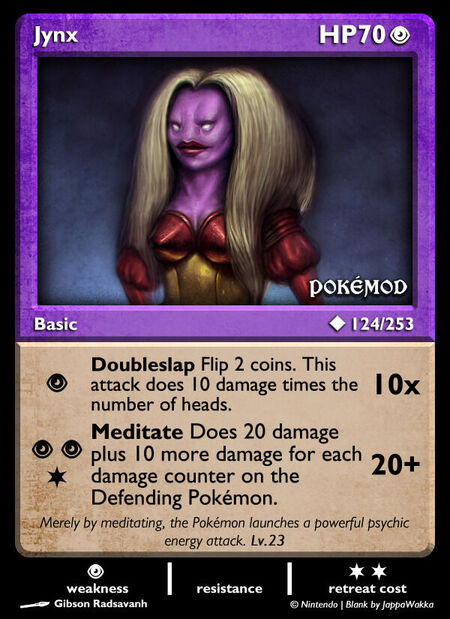 Jynx HP70
POKÉMOD
Basic 124/253
Doubleslap Flip 2 coins. This
attack does 10 damage times the
number of heads.
10x
Meditate Does 20 damage
plus 10 more damage for each
damage counter on the
Defending Pokémon.
20+
Merely by meditating, the Pokémon launches a powerful psychic
energy attack. Lv.23
weakness resistance retreat cost
Gibson Radsavanh © Nintendo | Blank by JappaWakka